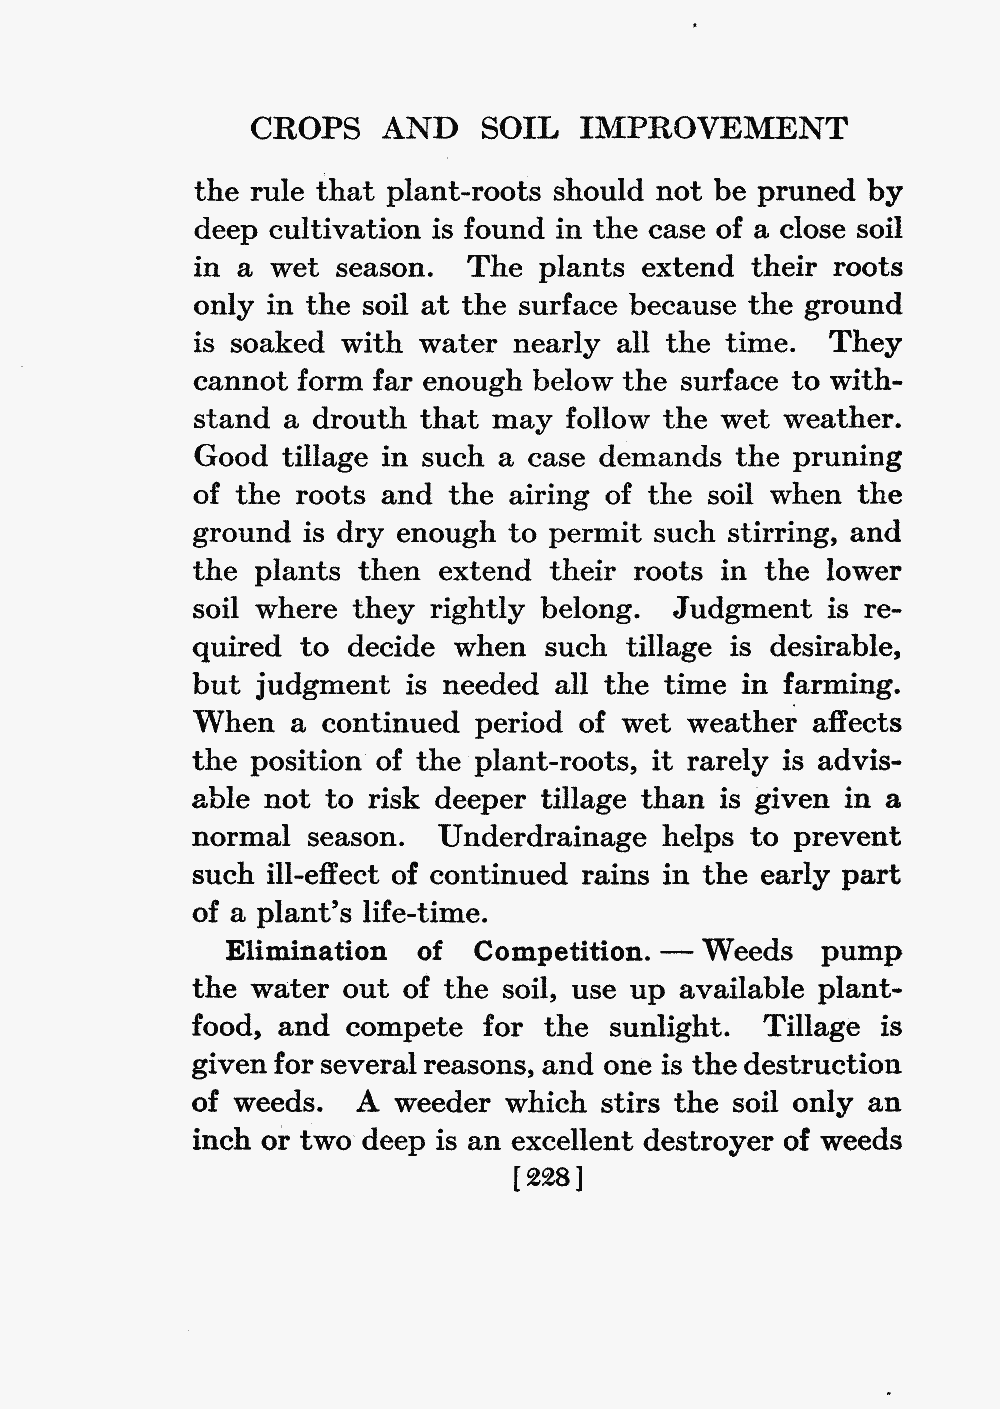 CROPS AND SOIL IMPROVEMENT
the rule that plant-roots should not be pruned by
deep cultivation is found in the case of a close soil
in a wet season. The plants extend their roots
only in the soil at the surface because the ground
is soaked with water nearly all the time. They
cannot form far enough below the surface to with-
stand a drouth that may follow the wet weather.
Good tillage in such a case demands the pruning
of the roots and the airing of the soil when the
ground is dry enough to permit such stirring, and
the plants then extend their roots in the lower
soil where they rightly belong. Judgment is re-
quired to decide when such tillage is desirable,
but judgment is needed all the time in farming.
When a continued period of wet weather affects
the position of the plant-roots, it rarely is advis-
able not to risk deeper tillage than is given in a
normal season. Underdrainage helps to prevent
such ill-effect of continued rains in the early part
of a plant's life-time.
Elimination of Competition. — Weeds pump
the water out of the soil, use up available plant-
food, and compete for the sunlight. Tillage is
given for several reasons, and one is the destruction
of weeds. A weeder which stirs the soil only an
inch or two deep is an excellent destroyer of weeds
[228]